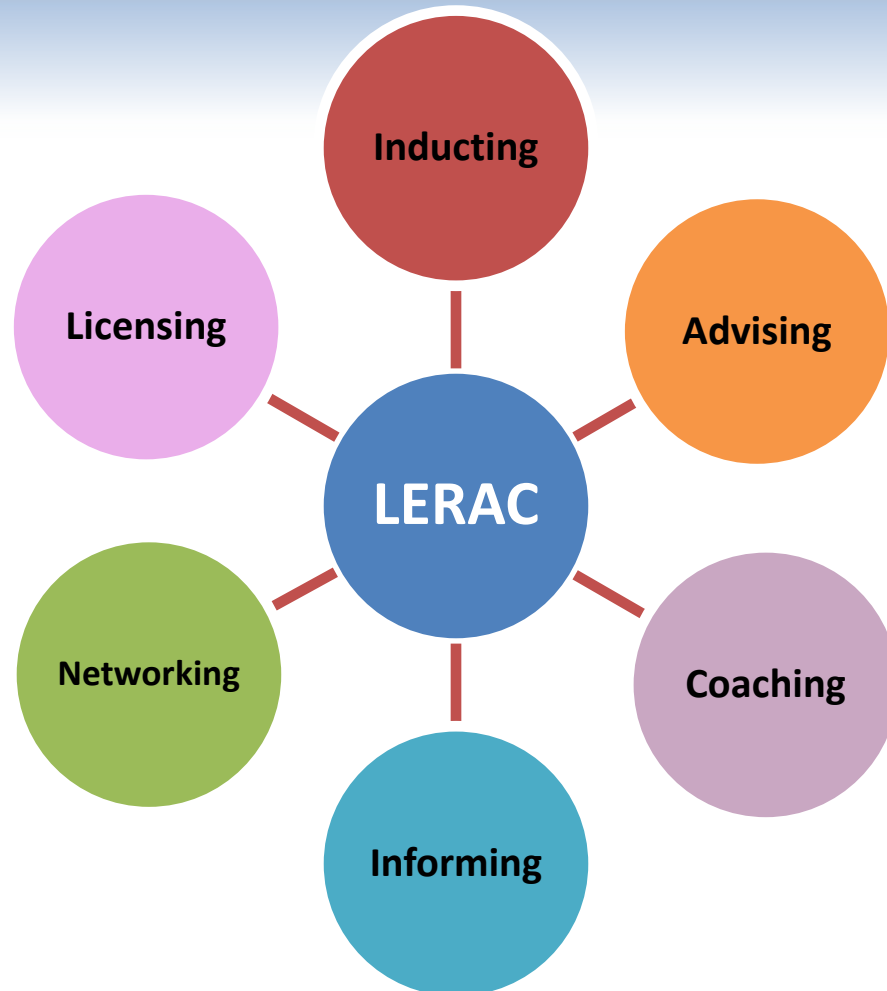 Inducting
Licensing
Advising
LERAC
Networking
Coaching
Informing